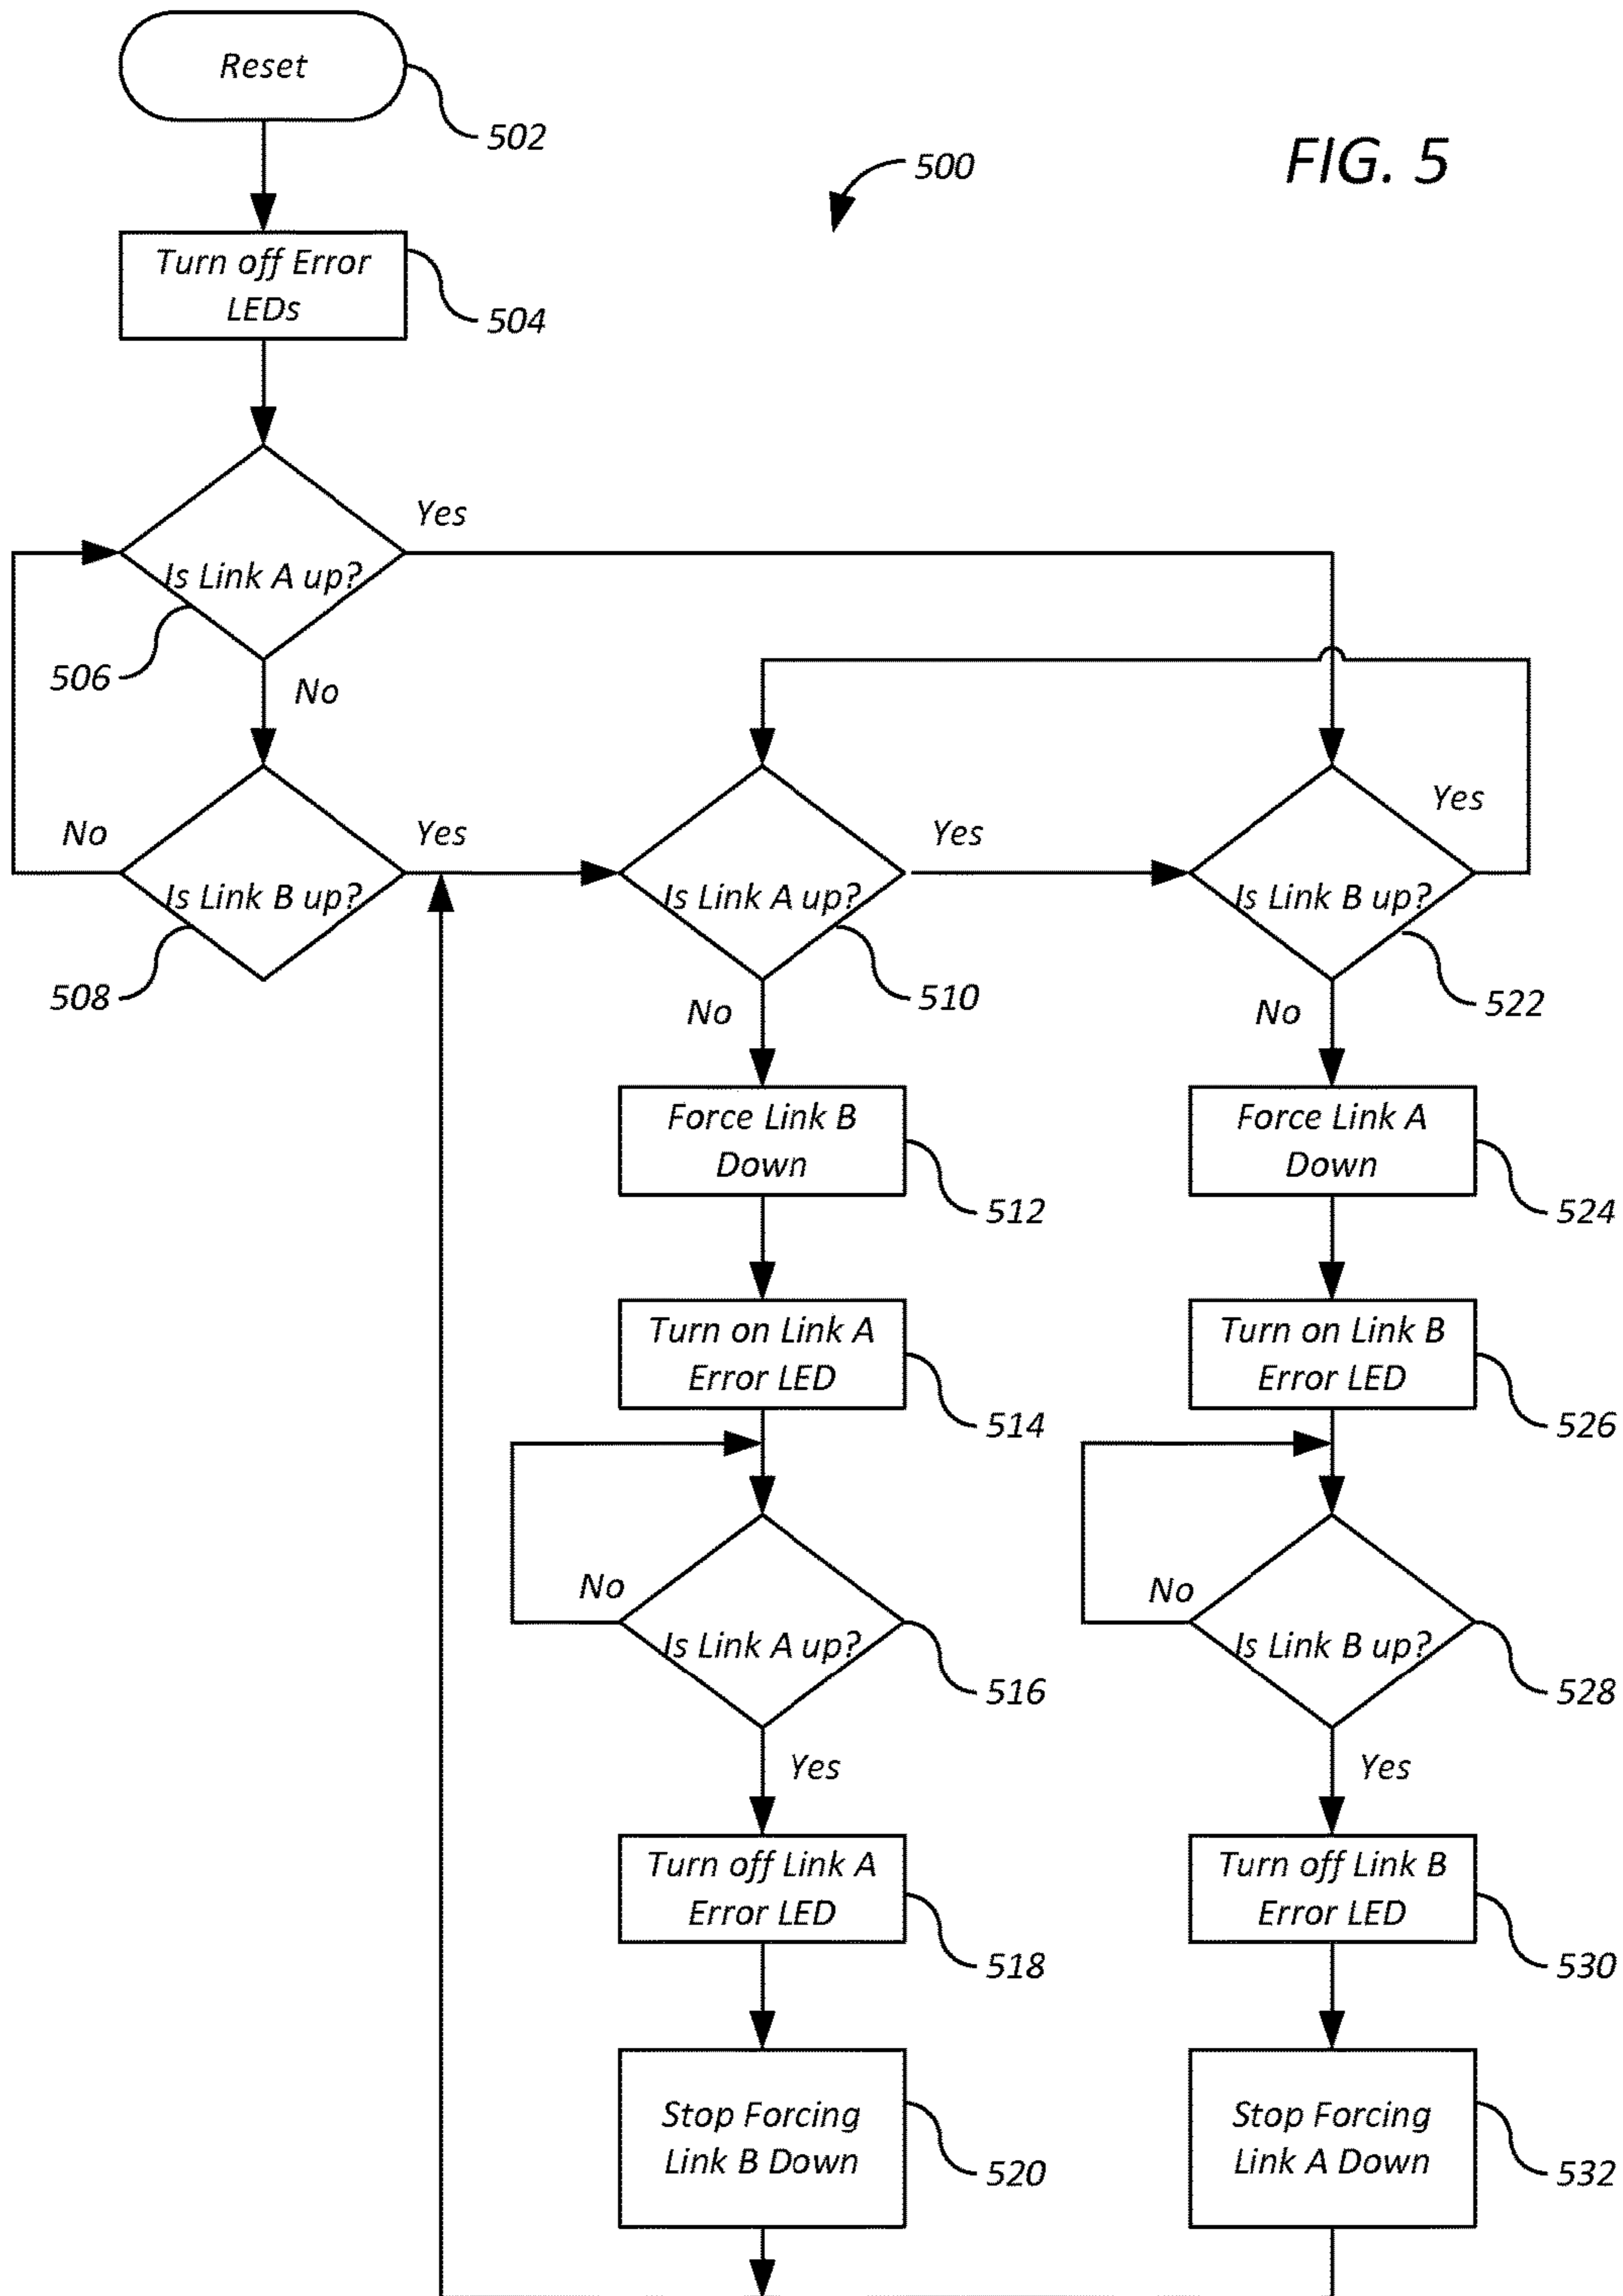 Reset
502
500
FIG. 5
Turn off Error
LEDs
504
Yes
Is Link A up?
506
No
No
Yes
Is Link B up?
508
Yes
Is Link A up?
510
No
Yes
Is Link B up?
522
No
Force Link B
Down
512
Force Link A
Down
524
Turn on Link A
Error LED
514
Turn on Link B
Error LED
526
No
Is Link A up?
516
Yes
No
Is Link B up?
528
Yes
Turn off Link A
Error LED
518
Turn off Link B
Error LED
530
Stop Forcing
Link B Down
520
Stop Forcing
Link A Down
532